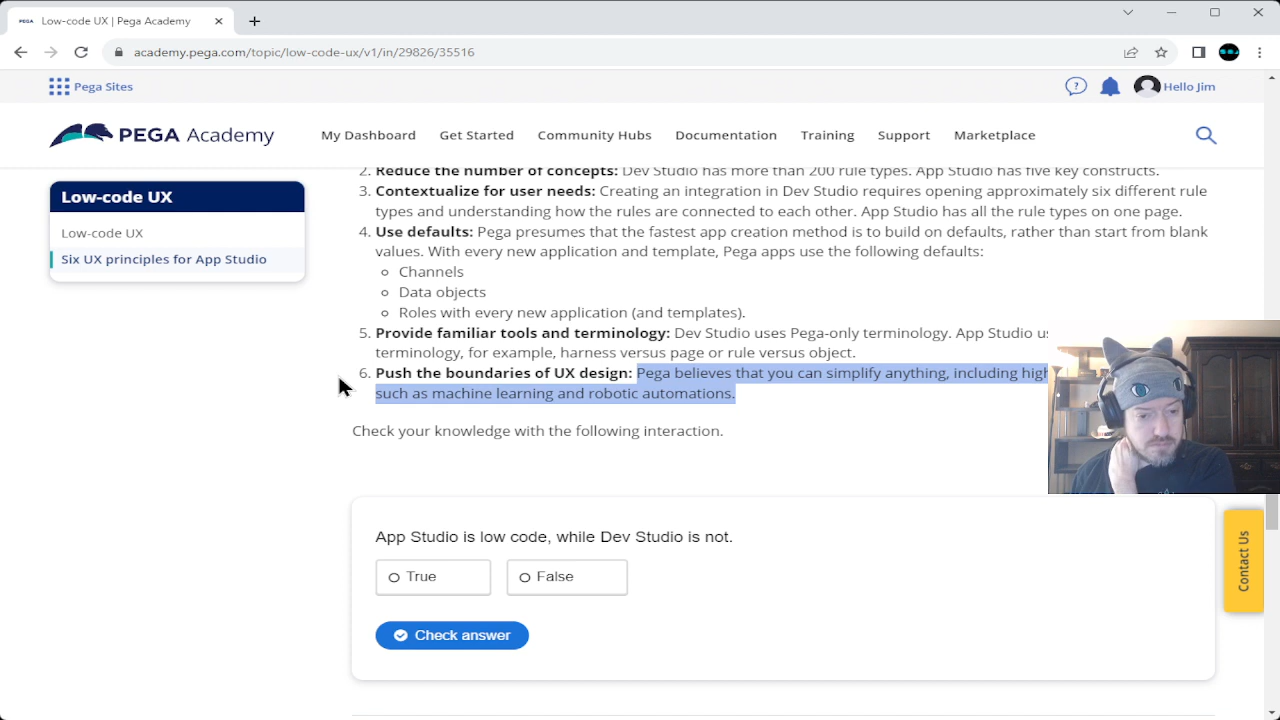 PEGA Low-code UX | Pega Academy
academy.pega.com/topic/low-code-ux/v1/in/29826/35516
Pega Sites
Hello Jim
PEGA Academy
My Dashboard Get Started Community Hubs Documentation Training Support Marketplace
Low-code UX
Low-code UX
Six UX principles for App Studio
2. Reduce the number of concepts: Dev Studio has more than 200 rule types. App Studio has five key constructs.
3. Contextualize for user needs: Creating an integration in Dev Studio requires opening approximately six different rule
types and understanding how the rules are connected to each other. App Studio has all the rule types on one page.
4. Use defaults: Pega presumes that the fastest app creation method is to build on defaults, rather than start from blank
values. With every new application and template, Pega apps use the following defaults:
Channels
Data objects
Roles with every new application (and templates).
5. Provide familiar tools and terminology: Dev Studio uses Pega-only terminology. App Studio
terminology, for example, harness versus page or rule versus object.
6. Push the boundaries of UX design: Pega believes that you can simplify anything, including
such as machine learning and robotic automations.
Check your knowledge with the following interaction.
App Studio is low code, while Dev Studio is not.
True False
Check answer
Contact Us